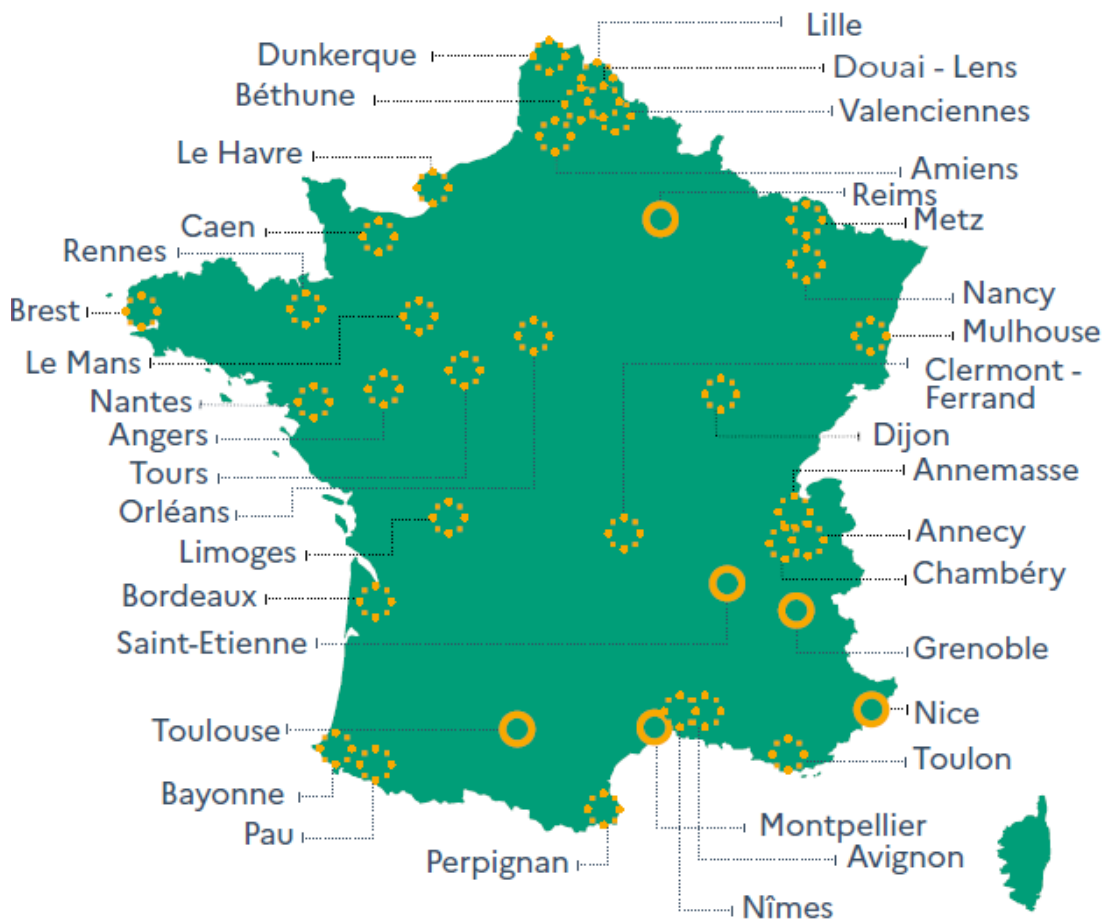 Lille
Dunkerque
Douai - Lens
Béthune
Valenciennes
Le Havre
Amiens
Reims
Metz
Caen
Rennes
Nancy
Brest
Mulhouse
Le Mans
Clermont -
Ferrand
Nantes
Angers
Dijon
Tours
Annemasse
Orléans
Annecy
Limoges
Chambéry
Bordeaux
Saint-Etienne
Grenoble
Nice
Toulouse
Toulon
Bayonne
Montpellier
Pau
Avignon
Perpignan
Nîmes